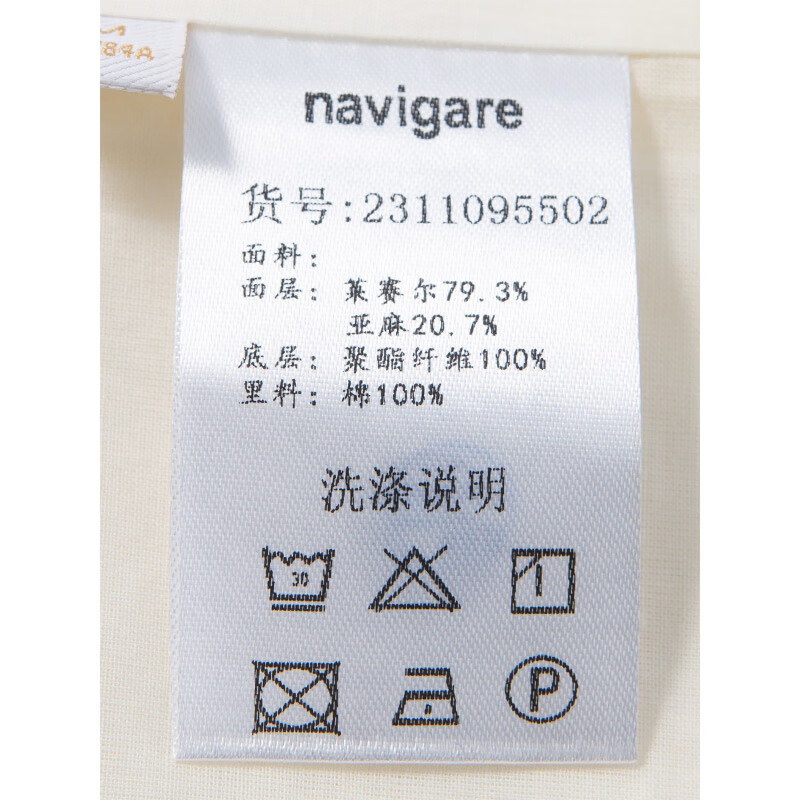 84A
navigare
货号:2311095502
面料:
面层: 莱赛尔79.3%
亚麻20.7%
底层: 聚酯纤维100%
里料: 棉100%
洗涤说明
30
P